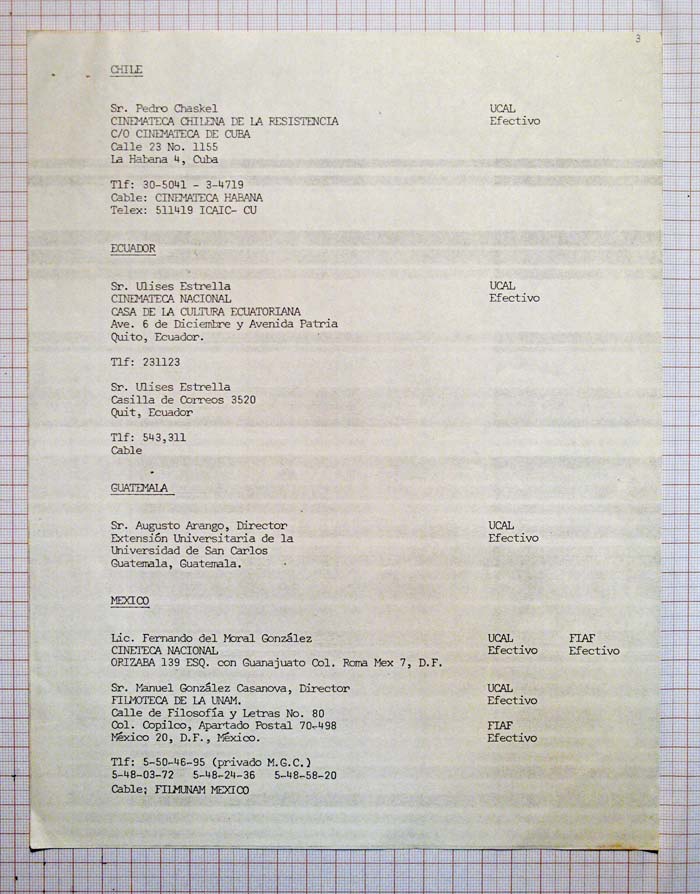 3
CHILE
Sr. Pedro Chaskel UCAL
CINEMATECA CHILENA DE LA RESISTENCIA Efectivo
C/O CINEMATECA DE CUBA
Calle 23 No. 1155
La Habana 4, Cuba
Tlf: 30-5041 - 3-4719
Cable: CINEMATECA HABANA
Telex: 511419 ICAIC- CU
ECUADOR
Sr. Ulises Estrella UCAL
CINEMATECA NACIONAL Efectivo
CASA DE LA CULTURA ECUATORIANA
Ave. 6 de Diciembre y Avenida Patria
Quito, Ecuador.
Tlf: 231123
Sr. Ulises Estrella
Casilla de Correos 3520
Quit, Ecuador
Tlf: 543,311
Cable
GUATEMALA
Sr. Augusto Arango, Director UCAL
Extensión Universitaria de la Efectivo
Universidad de San Carlos
Guatemala, Guatemala.
MEXICO
Lic. Fernando del Moral González UCAL FIAF
CINETECA NACIONAL Efectivo Efectivo
ORIZABA 139 ESQ. con Guanajuato Col. Roma Mex 7, D.F.
Sr. Manuel González Casanova, Director UCAL
FILMOTECA DE LA UNAM. Efectivo
Calle de Filosofía y Letras No. 80
Col. Copilco, Apartado Postal 70-498 FIAF
México 20, D.F., México. Efectivo
Tlf: 5-50-46-95 (privado M.G.C.)
5-48-03-72 5-48-24-36 5-48-58-20
Cable; FILMUNAM MEXICO